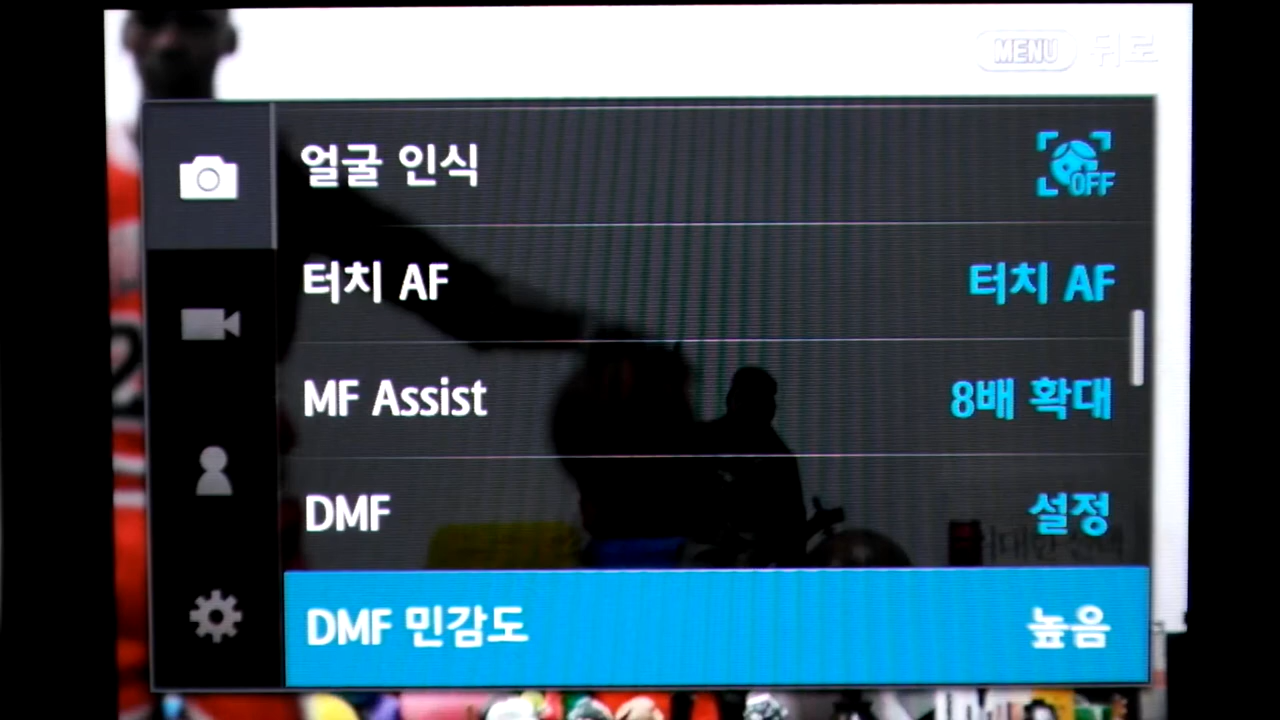 MENU 뒤로
얼굴 인식 OFF
터치 AF 터치 AF
MF Assist 8배 확대
DMF 설정
DMF 민감도 높음